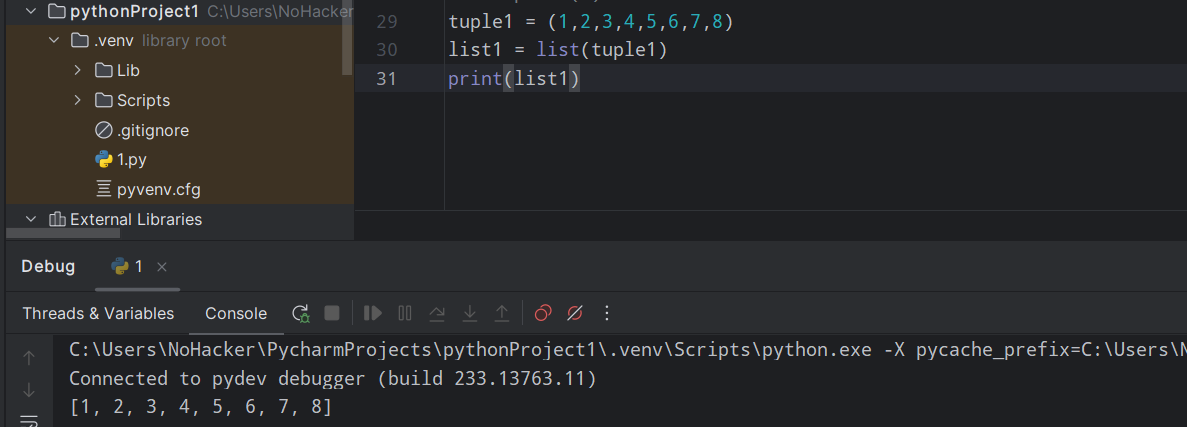 pythonProject1 C:\Users\NoHacker
.venv library root
Lib
Scripts
.gitignore
1.py
pyvenv.cfg
External Libraries
29 tuple1 = (1,2,3,4,5,6,7,8)
30 list1 = list(tuple1)
31 print(list1)
Debug 1
Threads & Variables Console
C:\Users\NoHacker\PycharmProjects\pythonProject1\.venv\Scripts\python.exe -X pycache_prefix=C:\Users\N
Connected to pydev debugger (build 233.13763.11)
[1, 2, 3, 4, 5, 6, 7, 8]